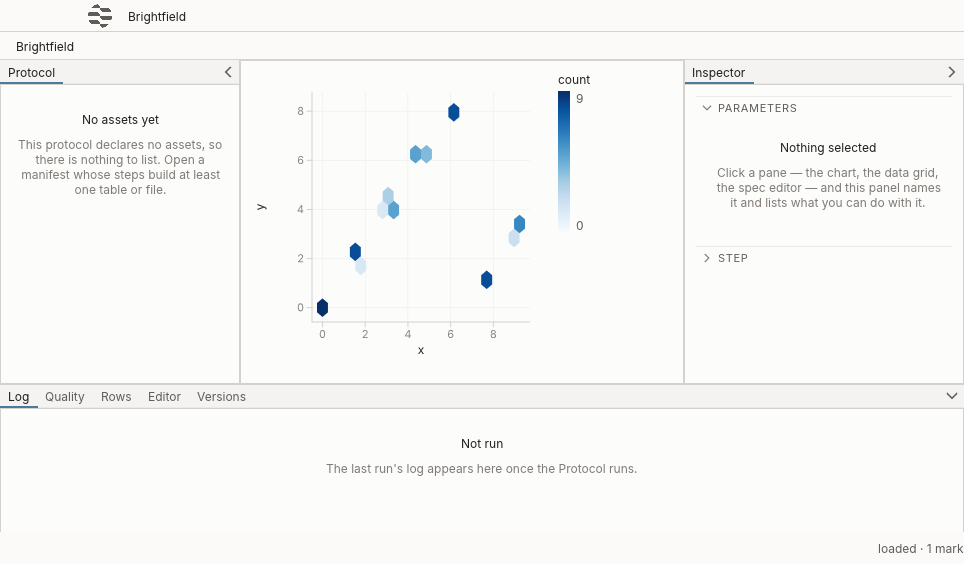 Brightfield
Brightfield
Protocol
No assets yet
This protocol declares no assets, so
there is nothing to list. Open a
manifest whose steps build at least
one table or file.
count
9
0
8
6
4
2
0
y
0 2 4 6 8
x
Inspector
PARAMETERS
Nothing selected
Click a pane — the chart, the data grid,
the spec editor — and this panel names
it and lists what you can do with it.
STEP
Log Quality Rows Editor Versions
Not run
The last run's log appears here once the Protocol runs.
loaded · 1 mark